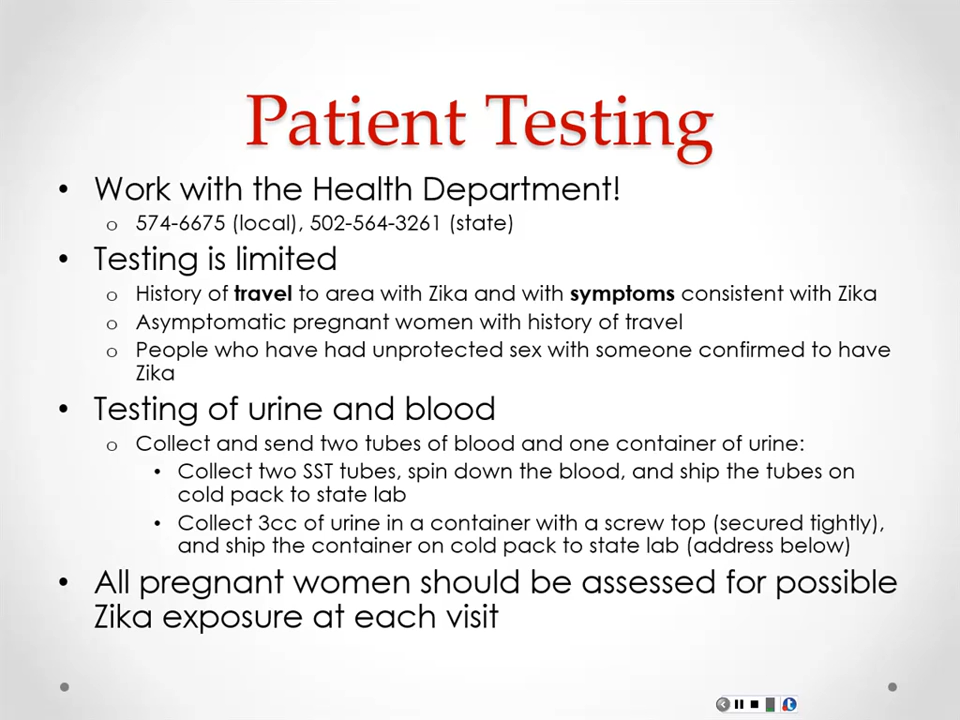 Patient Testing
• Work with the Health Department!
o 574-6675 (local), 502-564-3261 (state)
• Testing is limited
o History of travel to area with Zika and with symptoms consistent with Zika
o Asymptomatic pregnant women with history of travel
o People who have had unprotected sex with someone confirmed to have
Zika
• Testing of urine and blood
o Collect and send two tubes of blood and one container of urine:
• Collect two SST tubes, spin down the blood, and ship the tubes on
cold pack to state lab
• Collect 3cc of urine in a container with a screw top (secured tightly),
and ship the container on cold pack to state lab (address below)
• All pregnant women should be assessed for possible
Zika exposure at each visit